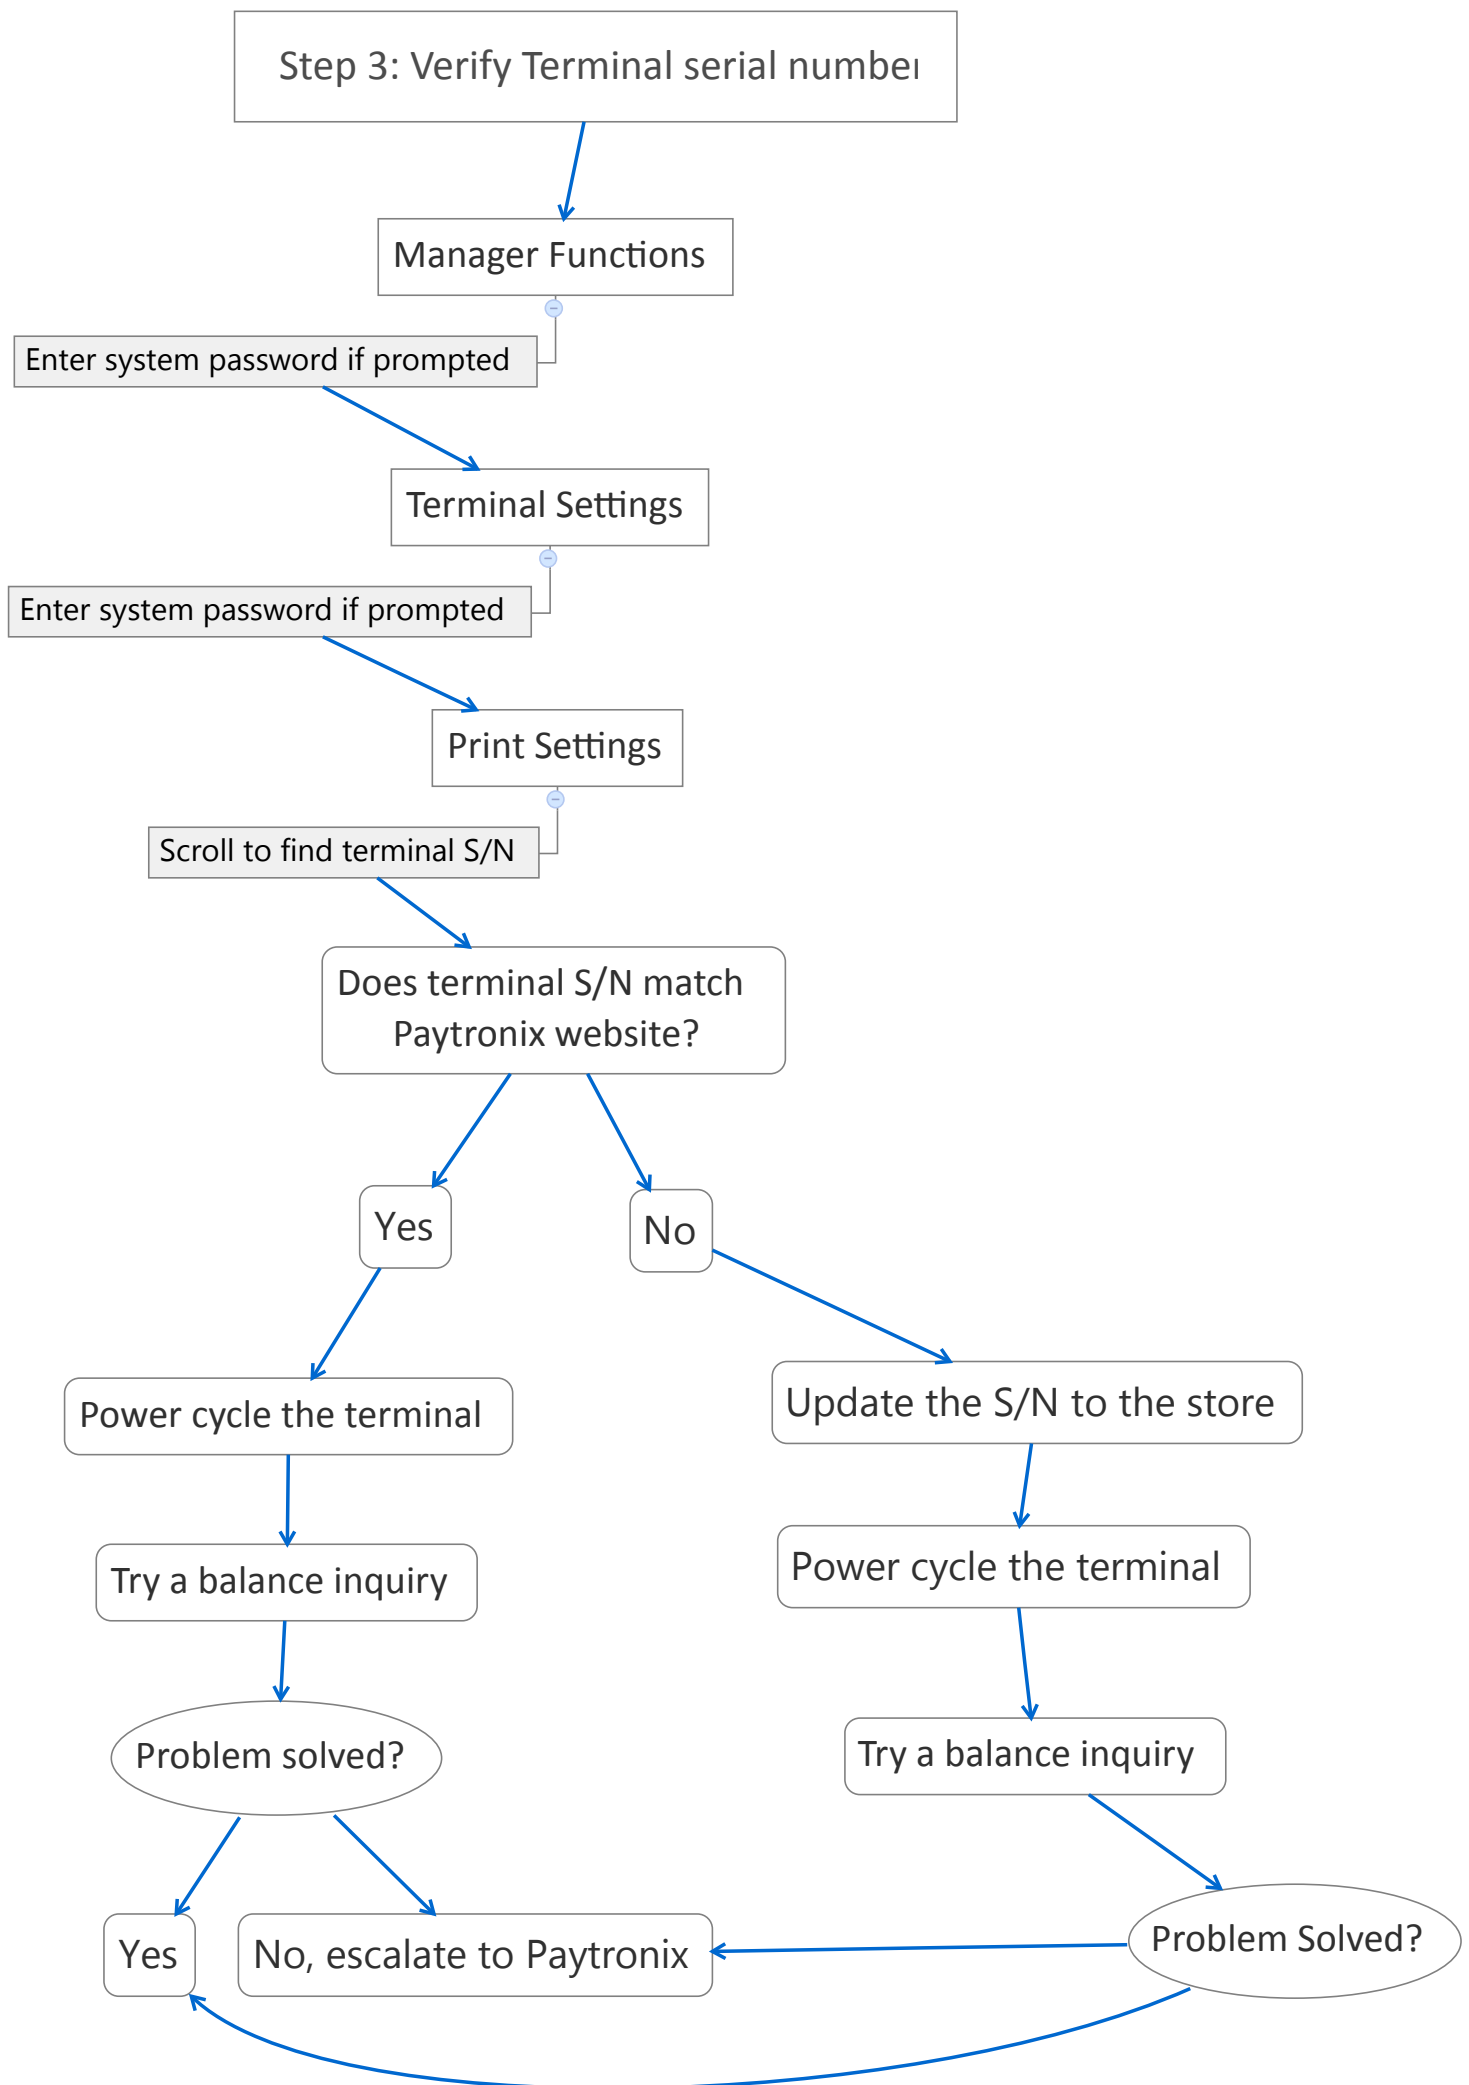 Step 3: Verify Terminal serial number
Manager Functions
Enter system password if prompted
Terminal Settings
Enter system password if prompted
Print Settings
Scroll to find terminal S/N
Does terminal S/N match
Paytronix website?
Yes
No
Power cycle the terminal
Update the S/N to the store
Try a balance inquiry
Power cycle the terminal
Problem solved?
Try a balance inquiry
Yes
No, escalate to Paytronix
Problem Solved?